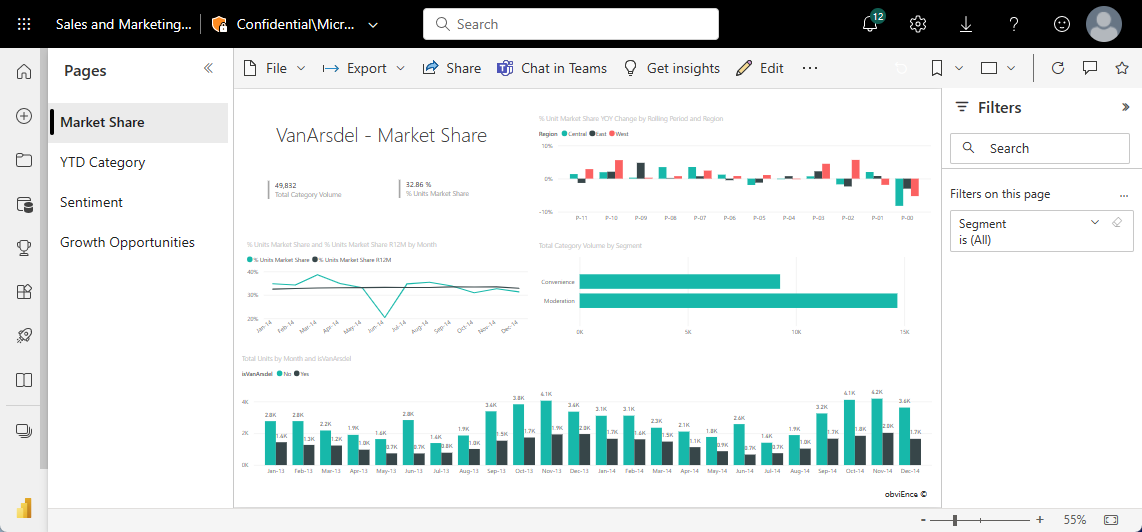 Sales and Marketing... Confidential\Micr... Search 12
Pages
File Export Share Chat in Teams Get insights Edit
Market Share
YTD Category
Sentiment
Growth Opportunities
VanArsdel - Market Share
49,832
Total Category Volume
32.86 %
% Units Market Share
% Unit Market Share YOY Change by Rolling Period and Region
Region Central East West
10%
0%
-10%
P-11 P-10 P-09 P-08 P-07 P-06 P-05 P-04 P-03 P-02 P-01 P-00
% Units Market Share and % Units Market Share R12M by Month
% Units Market Share % Units Market Share R12M
40%
30%
20%
Jan-14 Feb-14 Mar-14 Apr-14 May-14 Jun-14 Jul-14 Aug-14 Sep-14 Oct-14 Nov-14 Dec-14
Total Category Volume by Segment
Convenience
Moderation
0K 5K 10K 15K
Total Units by Month and isVanArsdel
isVanArsdel No Yes
4K
2K
0K
2.8K 2.8K 2.2K 1.9K 1.6K 2.8K 1.6K 1.9K 3.4K 3.8K 4.1K 3.4K 3.1K 3.1K 2.3K 2.1K 1.8K 2.6K 1.4K 1.9K 3.2K 4.1K 4.2K 3.6K
1.4K 1.3K 1.2K 1.0K 0.7K 0.7K 0.8K 1.0K 1.5K 1.7K 1.9K 2.0K 1.7K 1.6K 1.5K 1.1K 0.9K 0.7K 0.7K 1.0K 1.7K 1.8K 2.0K 1.7K
Jan-13 Feb-13 Mar-13 Apr-13 May-13 Jun-13 Jul-13 Aug-13 Sep-13 Oct-13 Nov-13 Dec-13 Jan-14 Feb-14 Mar-14 Apr-14 May-14 Jun-14 Jul-14 Aug-14 Sep-14 Oct-14 Nov-14 Dec-14
obviEnce ©
Filters
Search
Filters on this page
Segment
is (All)
55%